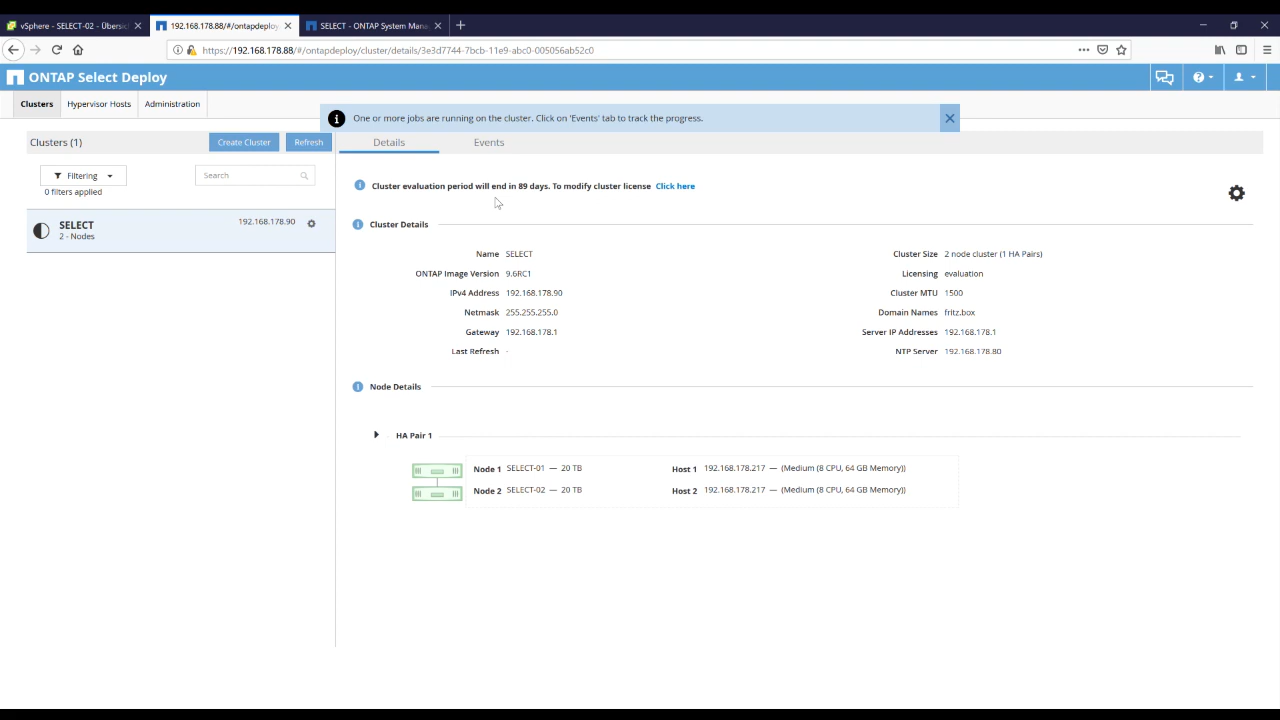 vSphere - SELECT-02 - Übersic
192.168.178.88/#/ontapdeploy
SELECT - ONTAP System Mana
https://192.168.178.88/#/ontapdeploy/cluster/details/3e3d7744-7bcb-11e9-abc0-005056ab52c0
ONTAP Select Deploy
Clusters Hypervisor Hosts Administration
One or more jobs are running on the cluster. Click on 'Events' tab to track the progress.
Clusters (1) Create Cluster Refresh
Details Events
Filtering
Search
0 filters applied
Cluster evaluation period will end in 89 days. To modify cluster license Click here
SELECT 192.168.178.90
2 - Nodes
Cluster Details
Name SELECT
Cluster Size 2 node cluster (1 HA Pairs)
ONTAP Image Version 9.6RC1
Licensing evaluation
IPv4 Address 192.168.178.90
Cluster MTU 1500
Netmask 255.255.255.0
Domain Names fritz.box
Gateway 192.168.178.1
Server IP Addresses 192.168.178.1
Last Refresh -
NTP Server 192.168.178.80
Node Details
HA Pair 1
Node 1 SELECT-01 — 20 TB Host 1 192.168.178.217 — (Medium (8 CPU, 64 GB Memory))
Node 2 SELECT-02 — 20 TB Host 2 192.168.178.217 — (Medium (8 CPU, 64 GB Memory))